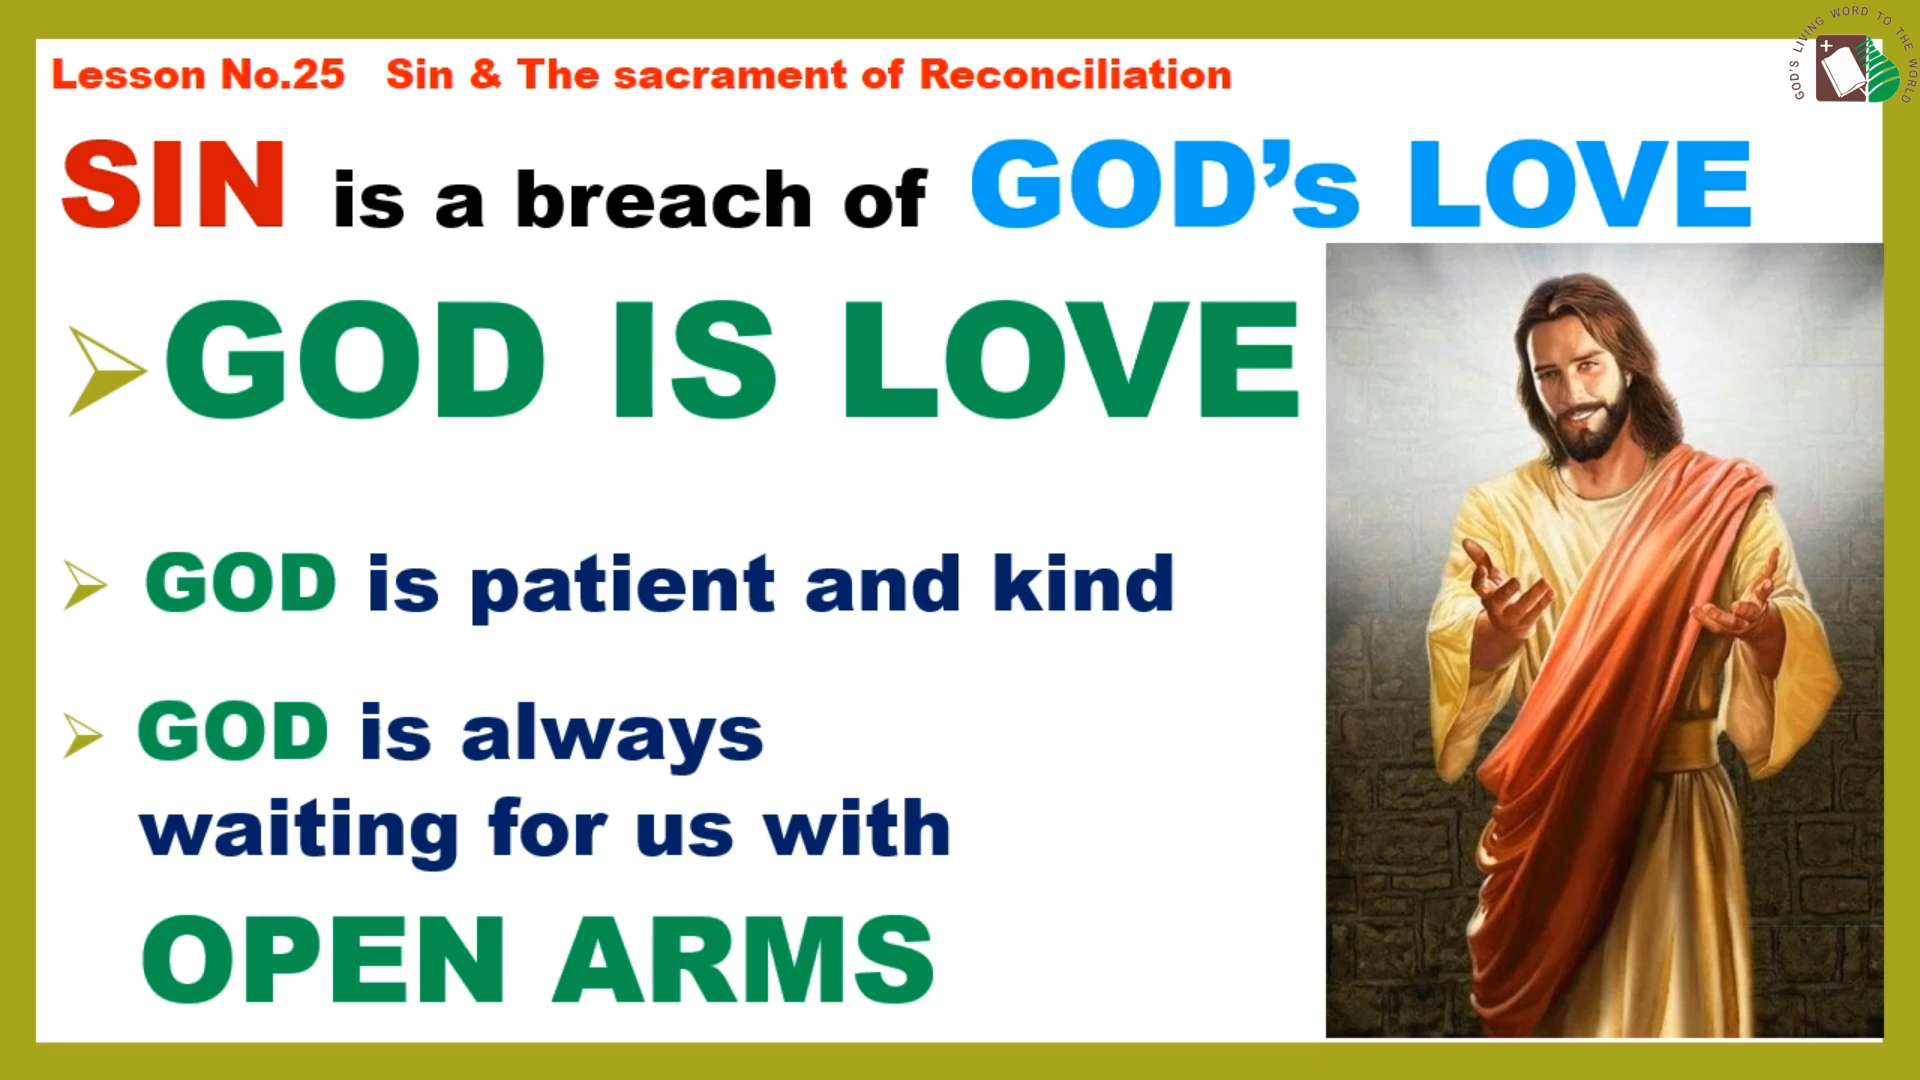 Lesson No.25 Sin & The sacrament of Reconciliation
GOD'S LIVING WORD TO THE WORLD
SIN is a breach of GOD’s LOVE
GOD IS LOVE
GOD is patient and kind
GOD is always
waiting for us with
OPEN ARMS